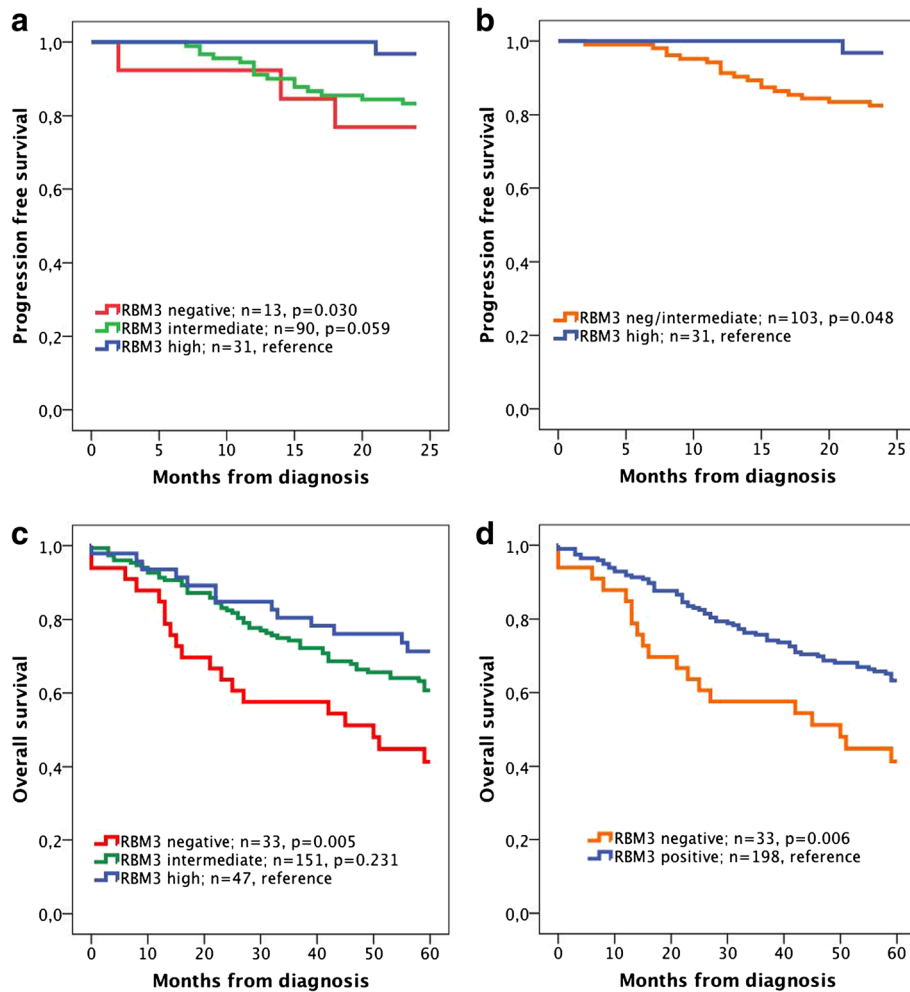 a
Progression free survival
1,0
0,8
0,6
0,4
0,2
0,0
RBM3 negative; n=13, p=0.030
RBM3 intermediate; n=90, p=0.059
RBM3 high; n=31, reference
0 5 10 15 20 25
Months from diagnosis
b
Progression free survival
1,0
0,8
0,6
0,4
0,2
0,0
RBM3 neg/intermediate; n=103, p=0.048
RBM3 high; n=31, reference
0 5 10 15 20 25
Months from diagnosis
c
Overall survival
1,0
0,8
0,6
0,4
0,2
0,0
RBM3 negative; n=33, p=0.005
RBM3 intermediate; n=151, p=0.231
RBM3 high; n=47, reference
0 10 20 30 40 50 60
Months from diagnosis
d
Overall survival
1,0
0,8
0,6
0,4
0,2
0,0
RBM3 negative; n=33, p=0.006
RBM3 positive; n=198, reference
0 10 20 30 40 50 60
Months from diagnosis